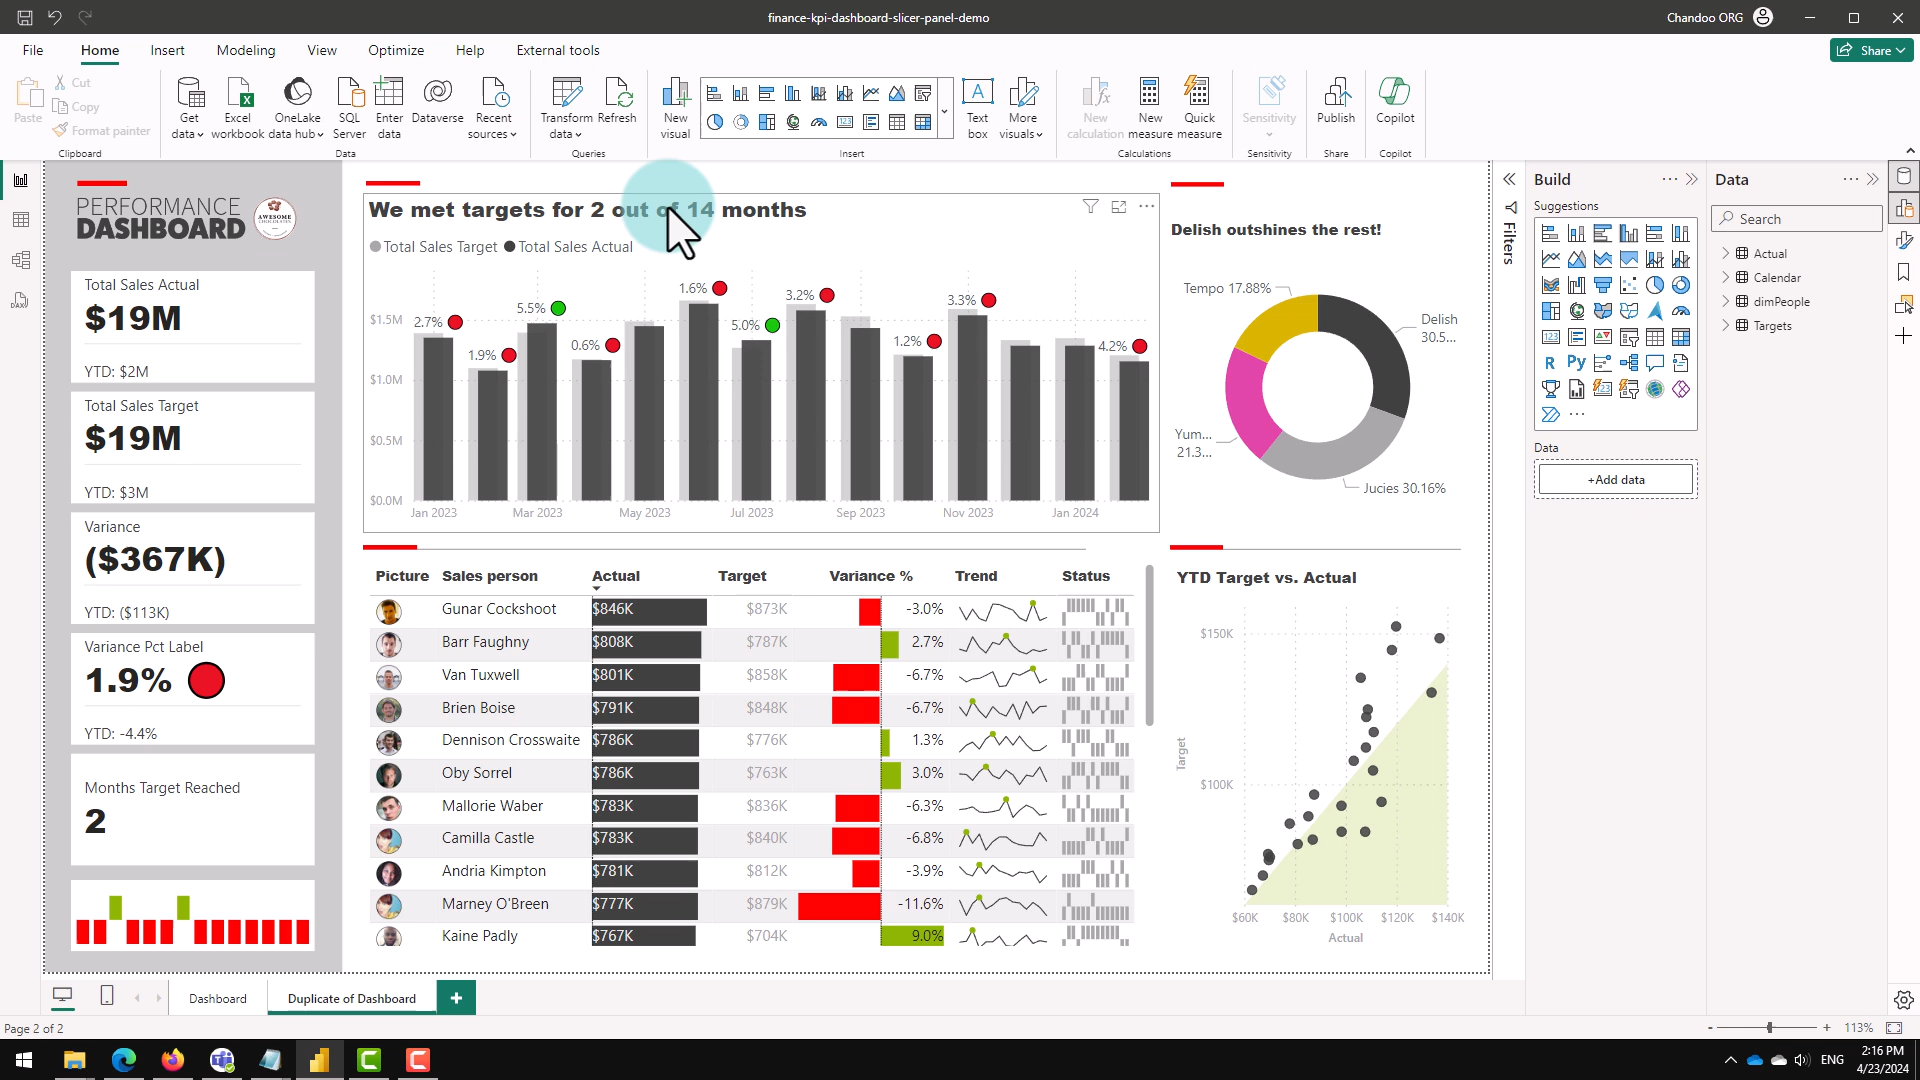 finance-kpi-dashboard-slicer-panel-demo
Chandoo ORG
File Home Insert Modeling View Optimize Help External tools
Share
Paste
Cut
Copy
Format painter
Clipboard
Get data
Excel workbook
OneLake data hub
SQL Server
Enter data
Dataverse
Recent sources
Data
Transform data
Refresh
Queries
New visual
Text box
More visuals
Insert
New calculation
New measure
Quick measure
Calculations
Sensitivity
Sensitivity
Publish
Share
Copilot
Copilot
PERFORMANCE
DASHBOARD
AWESOME
CHOCOLATES
Total Sales Actual
$19M
YTD: $2M
Total Sales Target
$19M
YTD: $3M
Variance
($367K)
YTD: ($113K)
Variance Pct Label
1.9%
YTD: -4.4%
Months Target Reached
2
We met targets for 2 out of 14 months
Total Sales Target Total Sales Actual
$1.5M
$1.0M
$0.5M
$0.0M
2.7%
1.9%
5.5%
0.6%
1.6%
5.0%
3.2%
1.2%
3.3%
4.2%
Jan 2023 Mar 2023 May 2023 Jul 2023 Sep 2023 Nov 2023 Jan 2024
Delish outshines the rest!
Tempo 17.88%
Delish
30.5...
Yum...
21.3...
Jucies 30.16%
Picture Sales person Actual Target Variance % Trend Status
Gunar Cockshoot $846K $873K -3.0%
Barr Faughny $808K $787K 2.7%
Van Tuxwell $801K $858K -6.7%
Brien Boise $791K $848K -6.7%
Dennison Crosswaite $786K $776K 1.3%
Oby Sorrel $786K $763K 3.0%
Mallorie Waber $783K $836K -6.3%
Camilla Castle $783K $840K -6.8%
Andria Kimpton $781K $812K -3.9%
Marney O'Breen $777K $879K -11.6%
Kaine Padly $767K $704K 9.0%
YTD Target vs. Actual
$150K
$100K
Target
$60K $80K $100K $120K $140K
Actual
Filters
Build
Suggestions
R Py
Data
+Add data
Data
Search
Actual
Calendar
dimPeople
Targets
Dashboard
Duplicate of Dashboard
Page 2 of 2
- + 113%
ENG
2:16 PM
4/23/2024